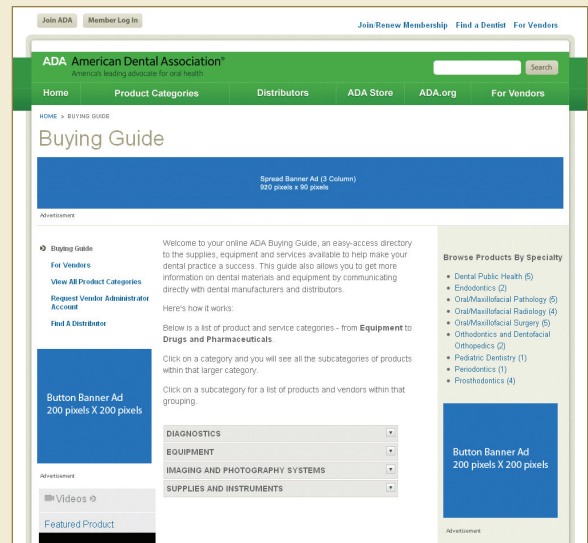 Join ADA Member Log In
Join/Renew Membership Find a Dentist For Vendors
ADA American Dental Association®
America's leading advocate for oral health
Search
Home Product Categories Distributors ADA Store ADA.org For Vendors
HOME > BUYING GUIDE
Buying Guide
Spread Banner Ad (3 Column)
920 pixels x 90 pixels
Advertisement
Buying Guide
For Vendors
View All Product Categories
Request Vendor Administrator
Account
Find A Distributor
Button Banner Ad
200 pixels X 200 pixels
Advertisement
Videos
Featured Product
Welcome to your online ADA Buying Guide, an easy-access directory
to the supplies, equipment and services available to help make your
dental practice a success. This guide also allows you to get more
information on dental materials and equipment by communicating
directly with dental manufacturers and distributors.
Here's how it works:
Below is a list of product and service categories - from Equipment to
Drugs and Pharmaceuticals.
Click on a category and you will see all the subcategories of products
within that larger category.
Click on a subcategory for a list of products and vendors within that
grouping.
DIAGNOSTICS
EQUIPMENT
IMAGING AND PHOTOGRAPHY SYSTEMS
SUPPLIES AND INSTRUMENTS
Browse Products By Specialty
Dental Public Health (5)
Endodontics (2)
Oral/Maxillofacial Pathology (5)
Oral/Maxillofacial Radiology (4)
Oral/Maxillofacial Surgery (5)
Orthodontics and Dentofacial
Orthopedics (2)
Pediatric Dentistry (1)
Periodontics (1)
Prosthodontics (4)
Button Banner Ad
200 pixels X 200 pixels
Advertisement